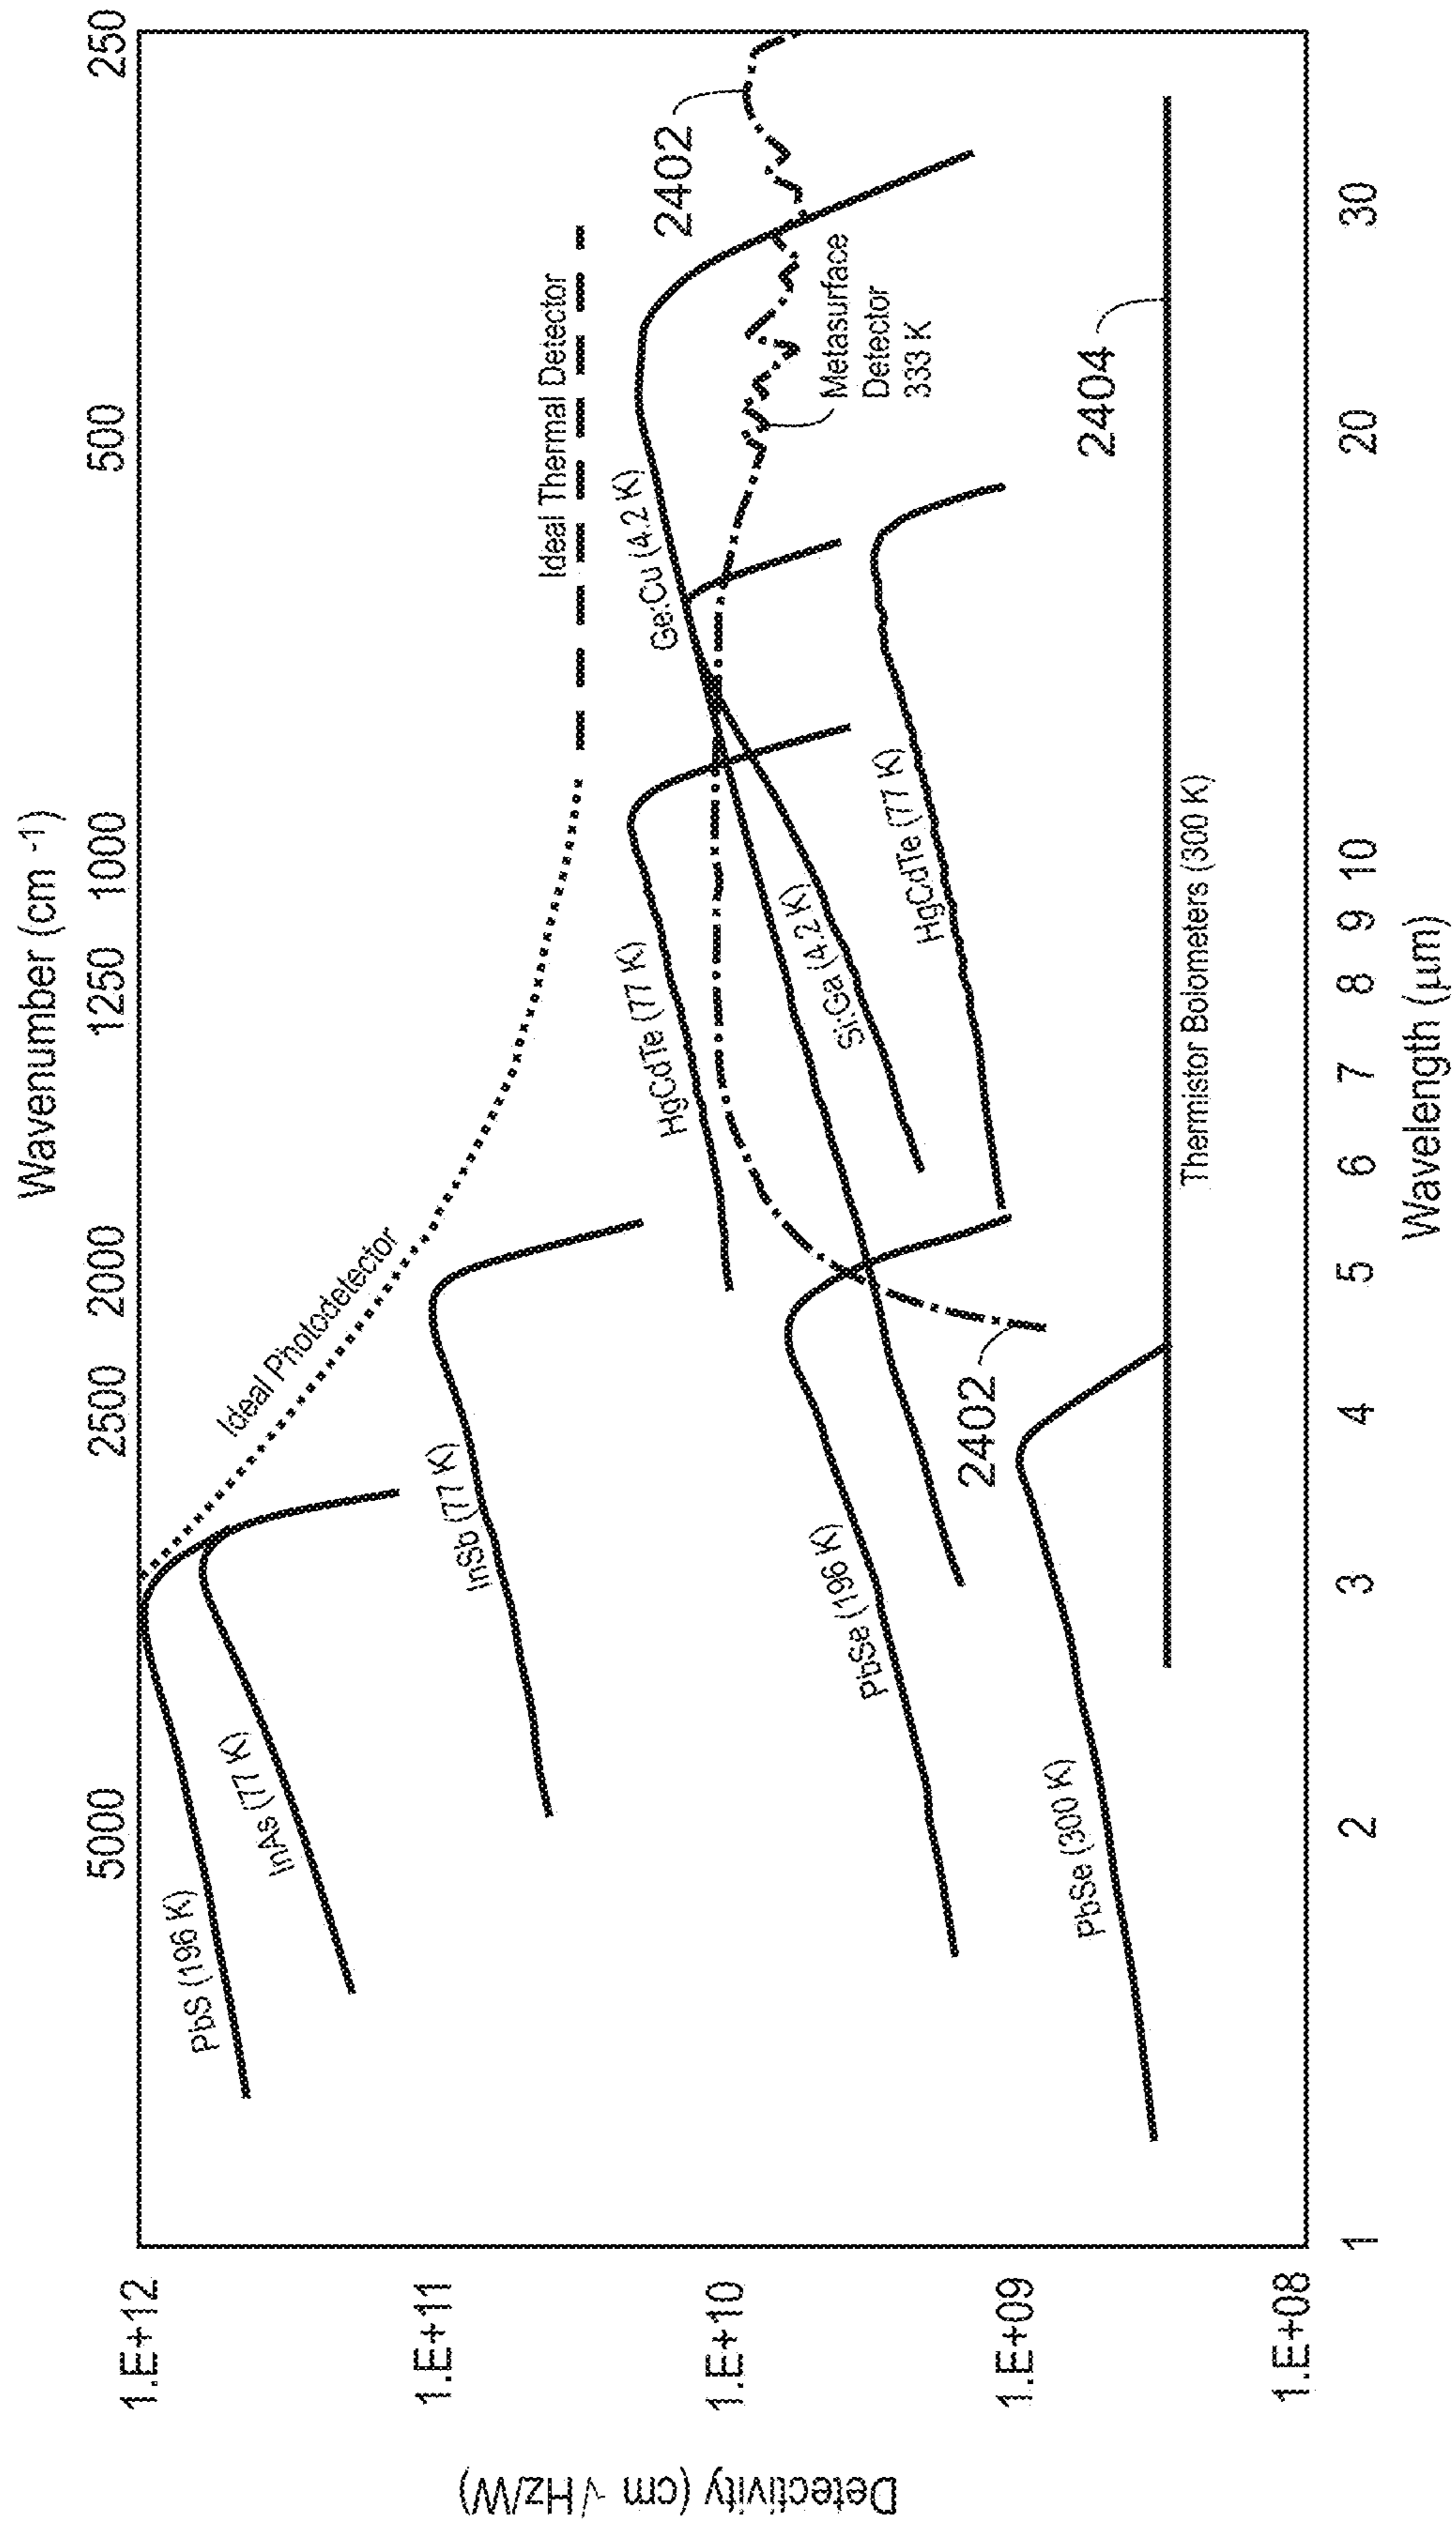 Wavenumber (cm -1)
5000
2500
2000
1250
1000
500
250
Detectivity (cm √Hz/W)
1.E+12
1.E+11
1.E+10
1.E+09
1.E+08
PbS (196 K)
InAs (77 K)
Ideal Photodetector
InSb (77 K)
Ideal Thermal Detector
HgCdTe (77 K)
Ge:Cu (4.2 K)
2402
PbSe (196 K)
Si:Ga (4.2 K)
Metasurface
Detector
333 K
HgCdTe (77 K)
2402
PbSe (300 K)
2404
Thermistor Bolometers (300 K)
1
2
3
4
5
6
7
8
9
10
20
30
Wavelength (μm)